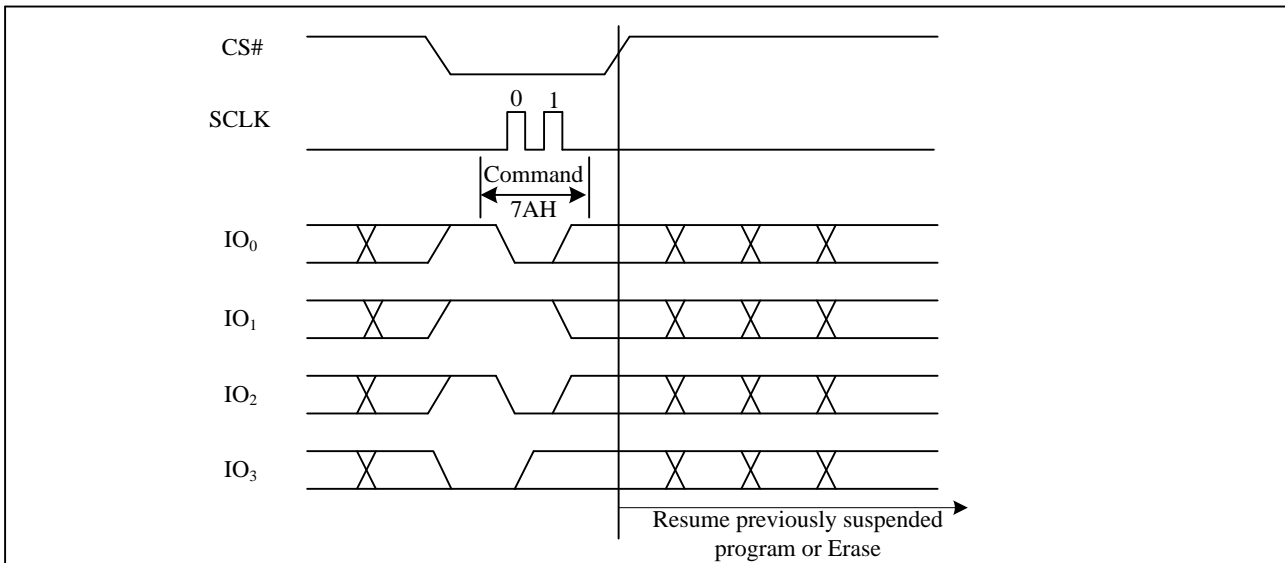 CS#
0 1
SCLK
Command
7AH
IO0
IO1
IO2
IO3
Resume previously suspended
program or Erase